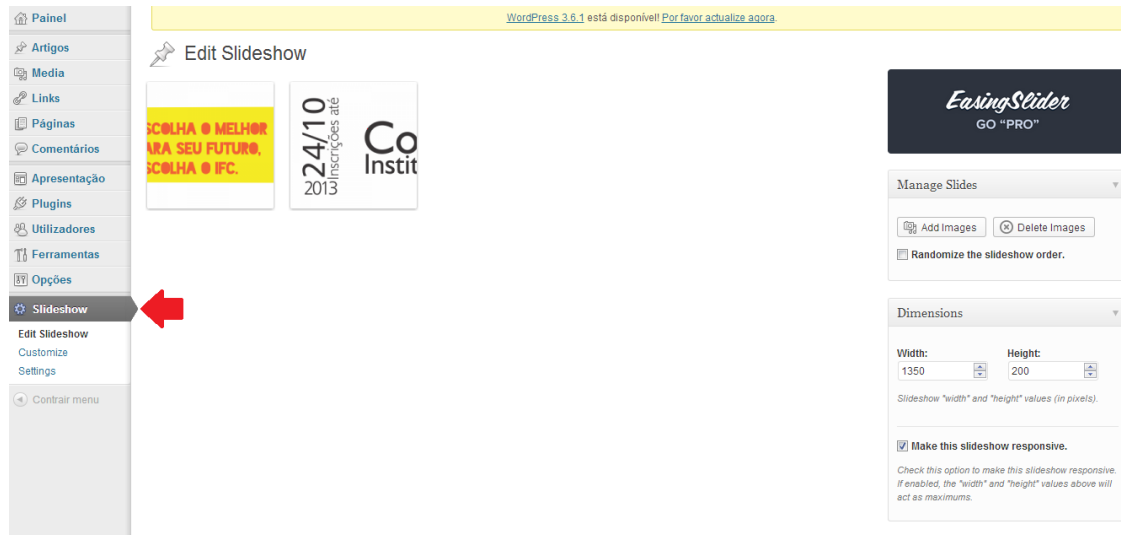 Painel
Artigos
Media
Links
Páginas
Comentários
Apresentação
Plugins
Utilizadores
Ferramentas
Opções
Slideshow
Edit Slideshow
Customize
Settings
Contrair menu
WordPress 3.6.1 está disponível! Por favor actualize agora.
Edit Slideshow
SCOLHA O MELHOR
ARA SEU FUTURO,
SCOLHA O IFC.
24/10
2013
Inscrições até
Co
Instit
EasingSlider
GO "PRO"
Manage Slides
Add Images
Delete Images
Randomize the slideshow order.
Dimensions
Width: Height:
1350 200
Slideshow "width" and "height" values (in pixels).
Make this slideshow responsive.
Check this option to make this slideshow responsive.
If enabled, the "width" and "height" values above will
act as maximums.